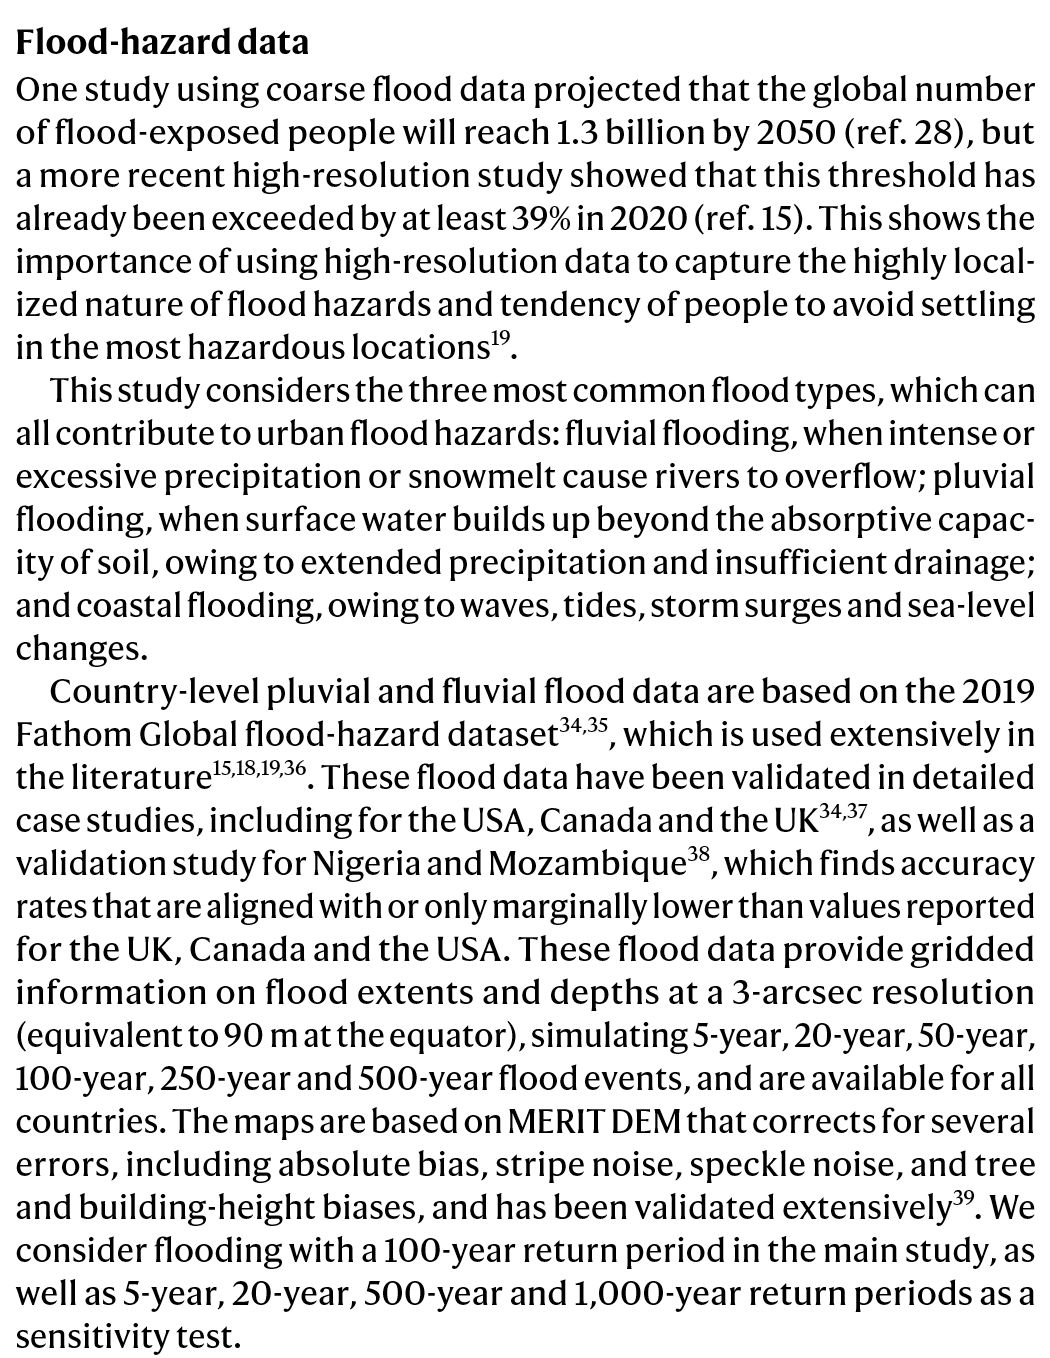 Flood-hazard data
One study using coarse flood data projected that the global number
of flood-exposed people will reach 1.3 billion by 2050 (ref. 28), but
a more recent high-resolution study showed that this threshold has
already been exceeded by at least 39% in 2020 (ref. 15). This shows the
importance of using high-resolution data to capture the highly local-
ized nature of flood hazards and tendency of people to avoid settling
in the most hazardous locations19.
This study considers the three most common flood types, which can
all contribute to urban flood hazards: fluvial flooding, when intense or
excessive precipitation or snowmelt cause rivers to overflow; pluvial
flooding, when surface water builds up beyond the absorptive capac-
ity of soil, owing to extended precipitation and insufficient drainage;
and coastal flooding, owing to waves, tides, storm surges and sea-level
changes.
Country-level pluvial and fluvial flood data are based on the 2019
Fathom Global flood-hazard dataset34,35, which is used extensively in
the literature15,18,19,36. These flood data have been validated in detailed
case studies, including for the USA, Canada and the UK34,37, as well as a
validation study for Nigeria and Mozambique38, which finds accuracy
rates that are aligned with or only marginally lower than values reported
for the UK, Canada and the USA. These flood data provide gridded
information on flood extents and depths at a 3-arcsec resolution
(equivalent to 90 m at the equator), simulating 5-year, 20-year, 50-year,
100-year, 250-year and 500-year flood events, and are available for all
countries. The maps are based on MERIT DEM that corrects for several
errors, including absolute bias, stripe noise, speckle noise, and tree
and building-height biases, and has been validated extensively39. We
consider flooding with a 100-year return period in the main study, as
well as 5-year, 20-year, 500-year and 1,000-year return periods as a
sensitivity test.